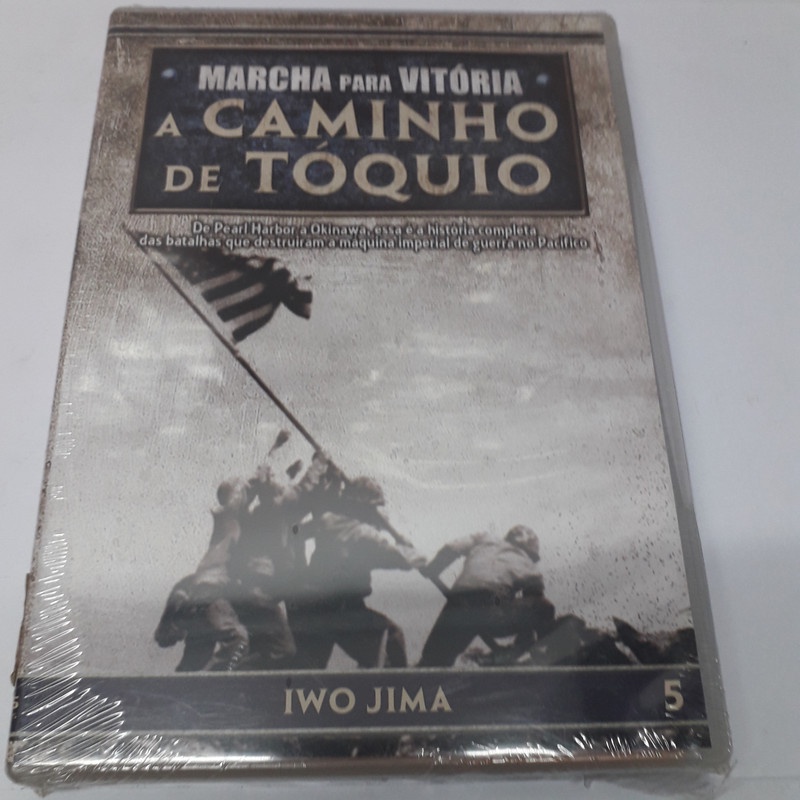 MARCHA PARA VITÓRIA
A CAMINHO
DE TÓQUIO
De Pearl Harbor a Okinawa, essa é a história completa
das batalhas que destruíram a máquina imperial de guerra no Pacífico
IWO JIMA
5